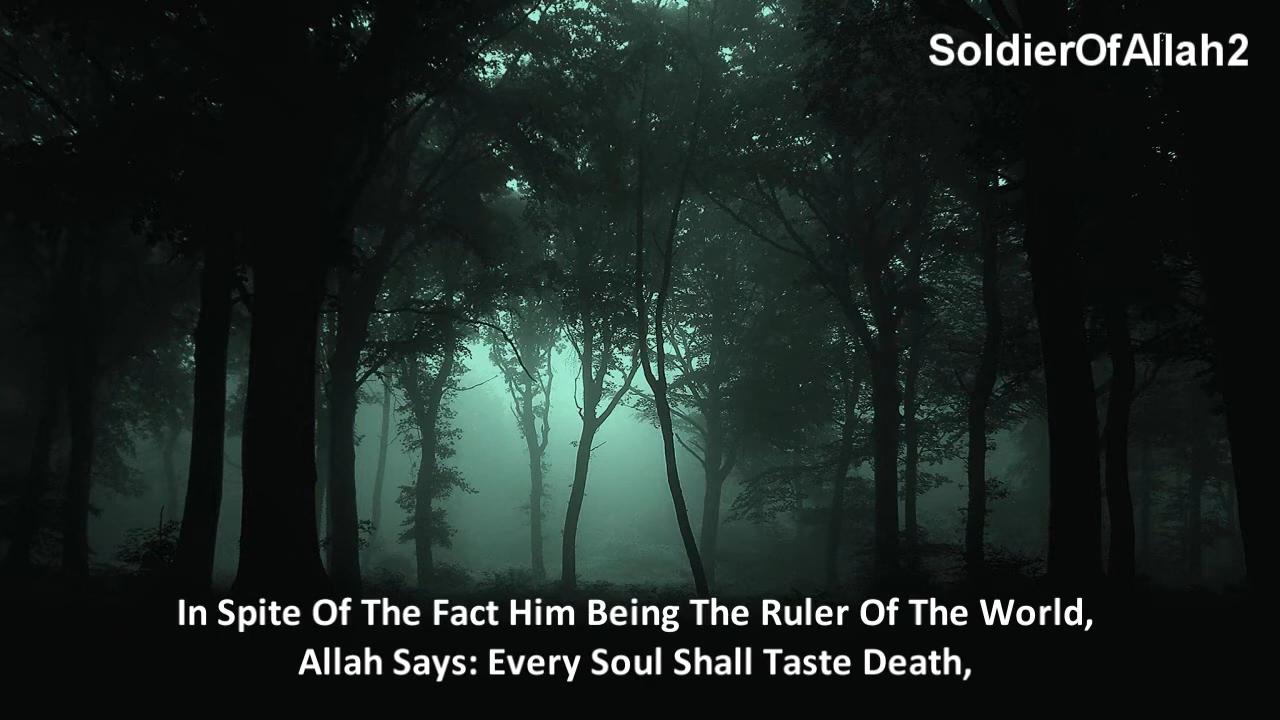 SoldierOfAllah2
In Spite Of The Fact Him Being The Ruler Of The World,
Allah Says: Every Soul Shall Taste Death,